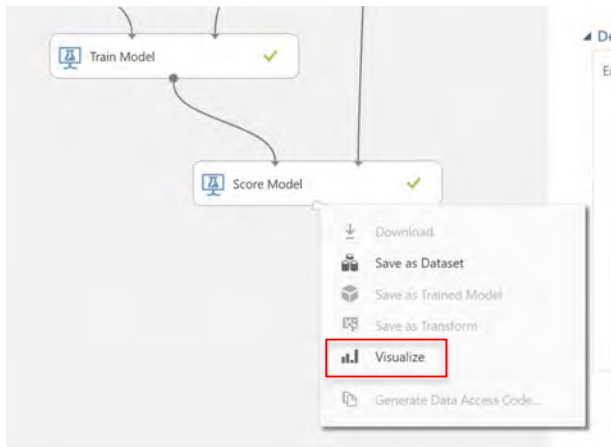 De
Train Model
Score Model
Download
Save as Dataset
Save as Trained Model
Save as Transform
Visualize
Generate Data Access Code...